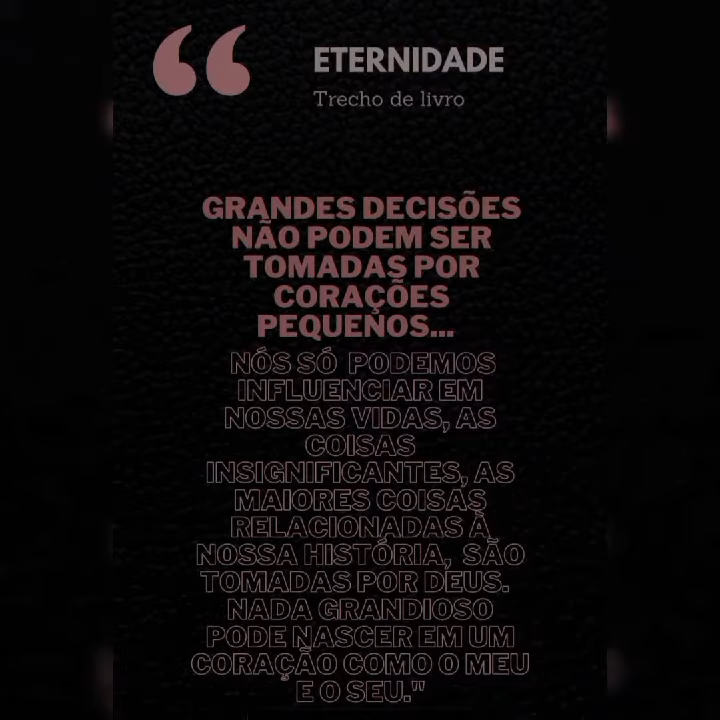 “
ETERNIDADE
Trecho de livro
GRANDES DECISÕES
NÃO PODEM SER
TOMADAS POR
CORAÇÕES
PEQUENOS...
NÓS SÓ PODEMOS
INFLUENCIAR EM
NOSSAS VIDAS, AS
COISAS
INSIGNIFICANTES, AS
MAIORES COISAS
RELACIONADAS À
NOSSA HISTÓRIA, SÃO
TOMADAS POR DEUS.
NADA GRANDIOSO
PODE NASCER EM UM
CORAÇÃO COMO O MEU
E O SEU."